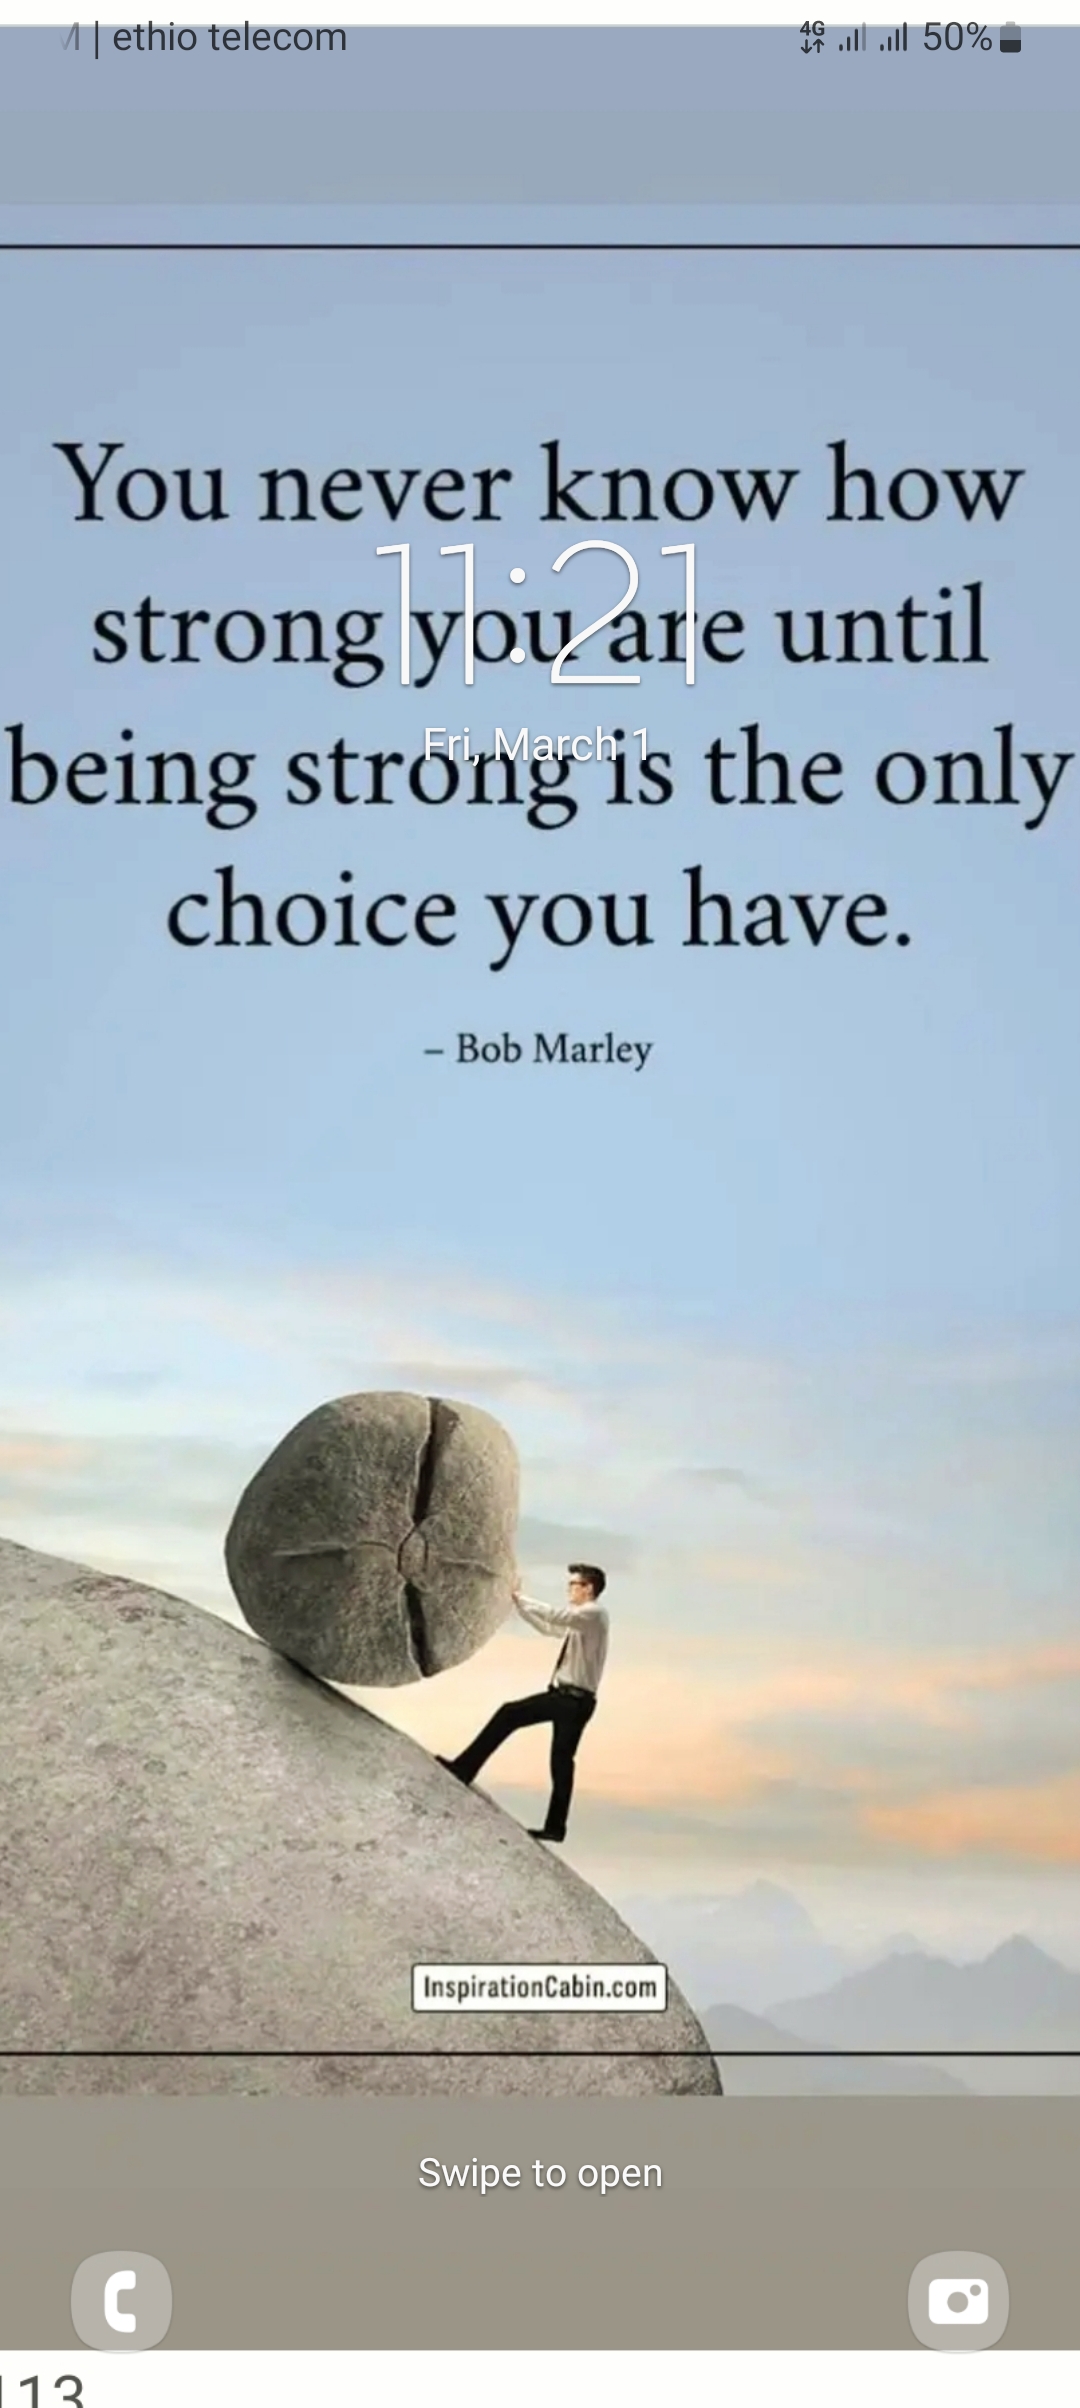 | ethio telecom 4G 50%
You never know how
11:21
strong you are until
Fri, March 1
being strong is the only
choice you have.
– Bob Marley
InspirationCabin.com
Swipe to open
113